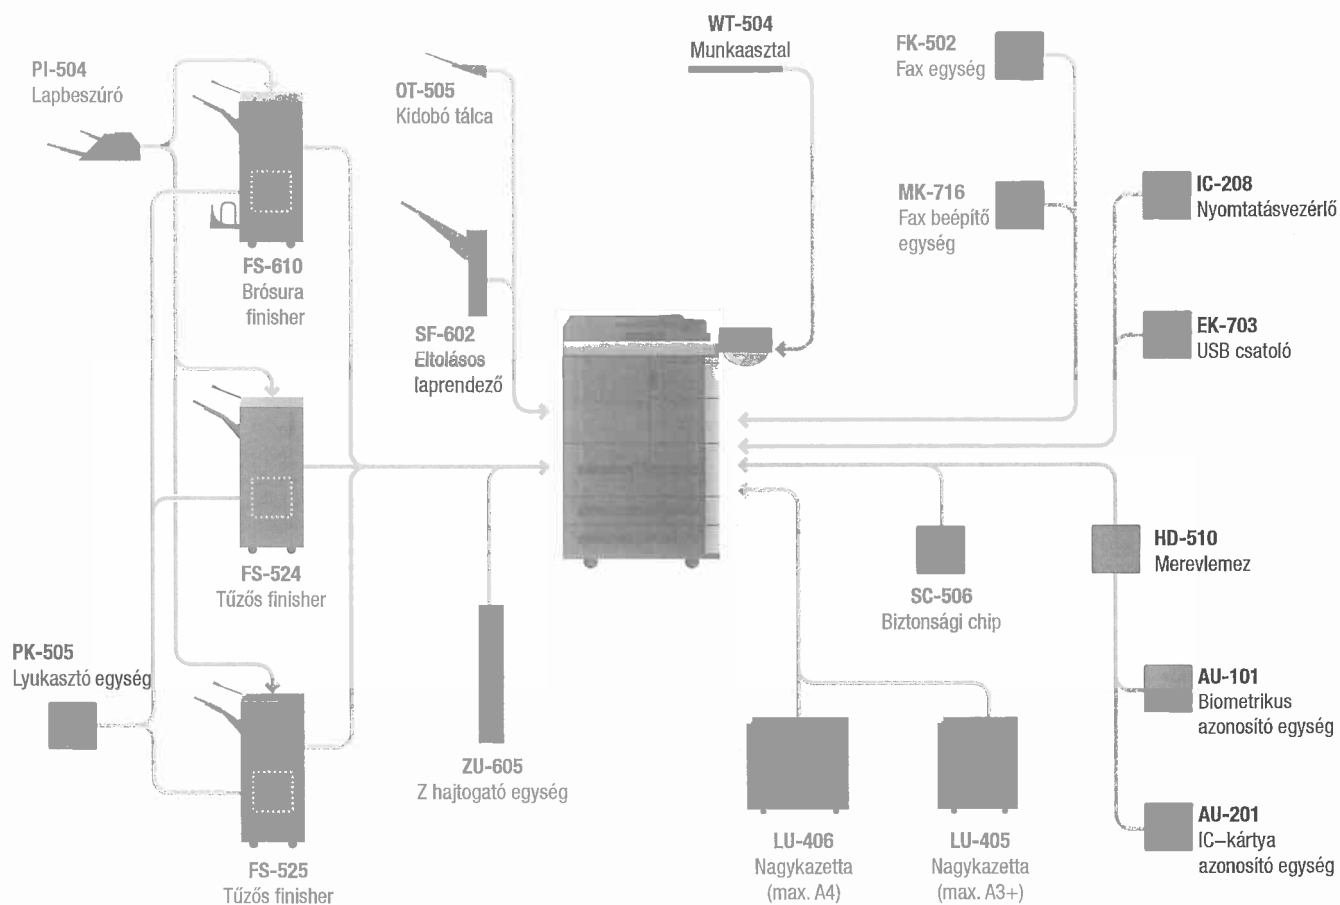 WT-504
Munkaasztal
FK-502
Fax egység
PI-504
Lapbeszúró
OT-505
Kidobó tálca
MK-716
Fax beépítő
egység
IC-208
Nyomtatásvezérlő
FS-610
Brósura
finisher
SF-602
Eltolásos
laprendező
EK-703
USB csatoló
FS-524
Tűzős finisher
HD-510
Merevlemez
SC-506
Biztonsági chip
PK-505
Lyukasztó egység
AU-101
Biometrikus
azonosító egység
ZU-605
Z hajtogató egység
AU-201
IC–kártya
azonosító egység
LU-406
Nagykazetta
(max. A4)
LU-405
Nagykazetta
(max. A3+)
FS-525
Tűzős finisher